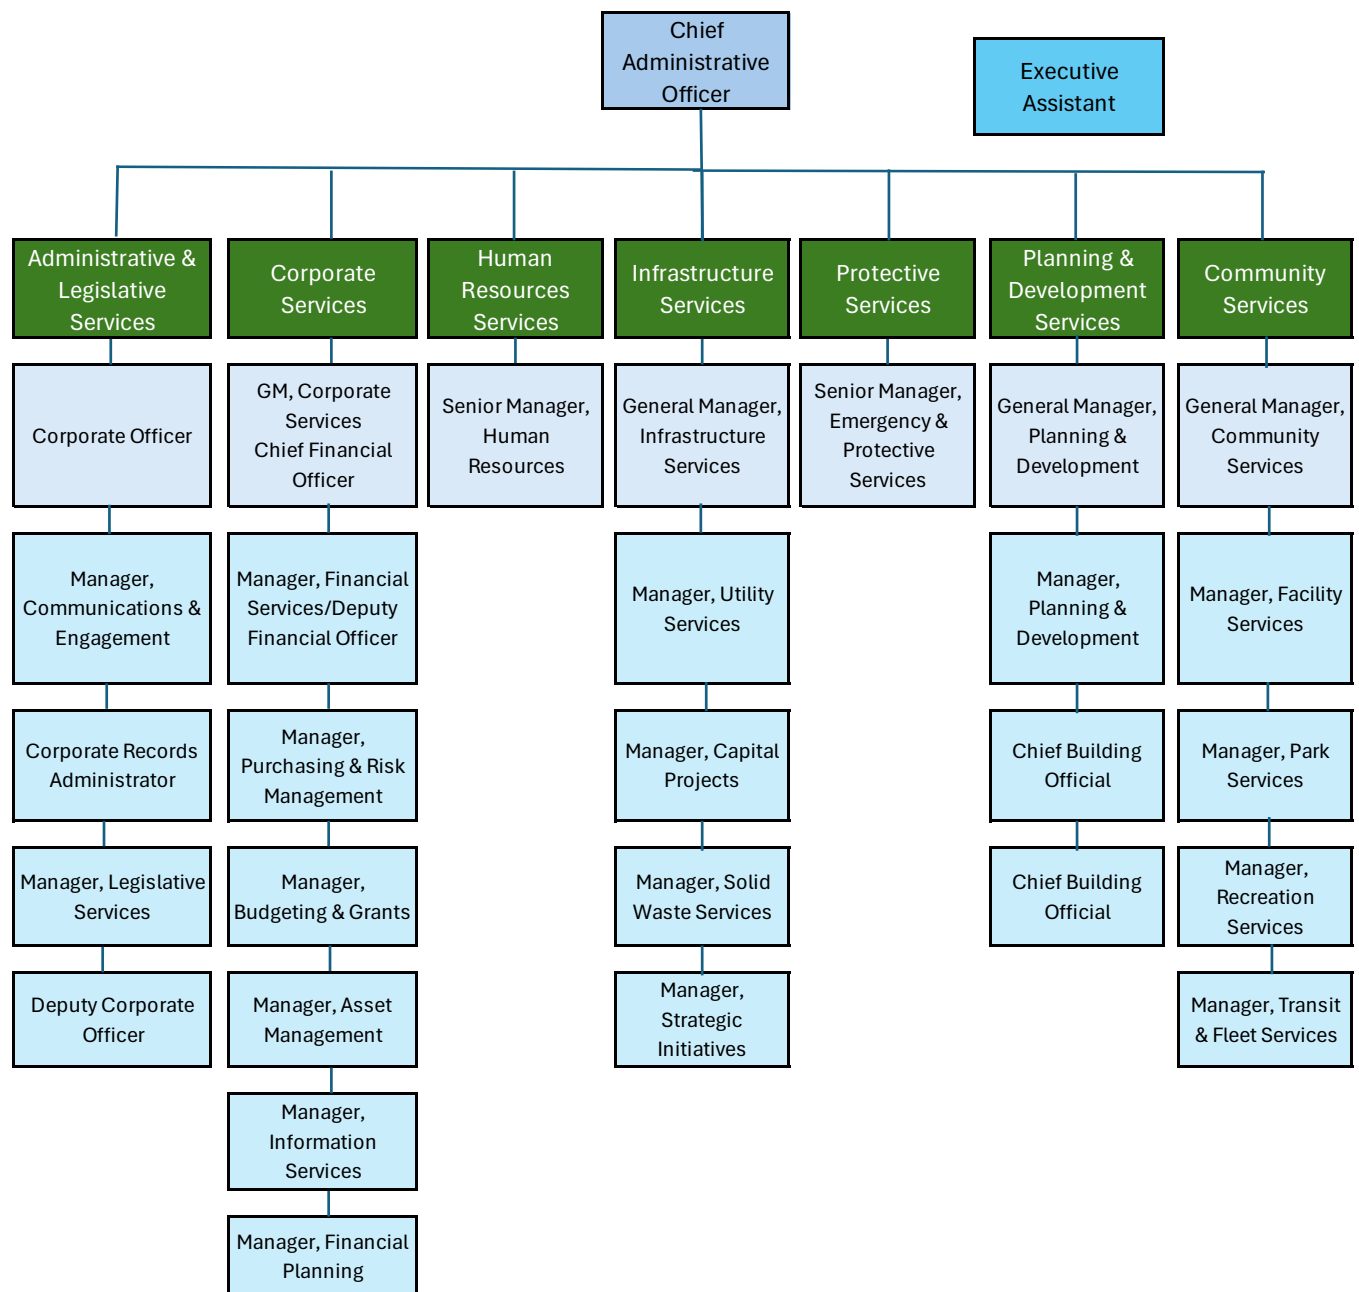 Chief
Administrative
Officer
Executive
Assistant
Administrative &
Legislative
Services
Corporate
Services
Human
Resources
Services
Infrastructure
Services
Protective
Services
Planning &
Development
Services
Community
Services
Corporate Officer
GM, Corporate
Services
Chief Financial
Officer
Senior Manager,
Human
Resources
General Manager,
Infrastructure
Services
Senior Manager,
Emergency &
Protective
Services
General Manager,
Planning &
Development
General Manager,
Community
Services
Manager,
Communications &
Engagement
Manager, Financial
Services/Deputy
Financial Officer
Manager, Utility
Services
Manager,
Planning &
Development
Manager, Facility
Services
Corporate Records
Administrator
Manager,
Purchasing & Risk
Management
Manager, Capital
Projects
Chief Building
Official
Manager, Park
Services
Manager, Legislative
Services
Manager,
Budgeting & Grants
Manager, Solid
Waste Services
Chief Building
Official
Manager,
Recreation
Services
Deputy Corporate
Officer
Manager, Asset
Management
Manager,
Strategic
Initiatives
Manager, Transit
& Fleet Services
Manager,
Information
Services
Manager, Financial
Planning